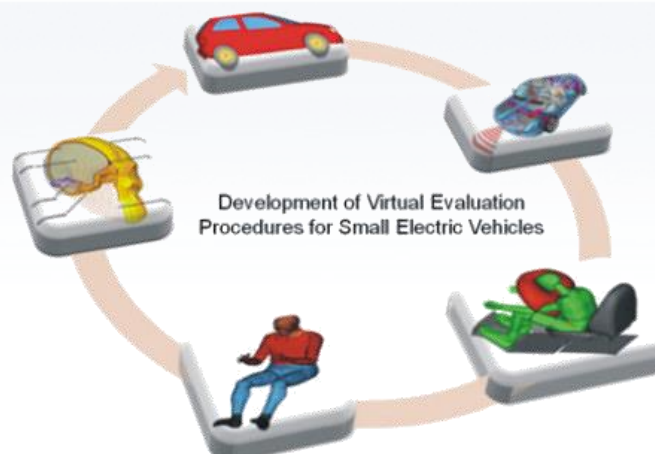 Development of Virtual Evaluation
Procedures for Small Electric Vehicles